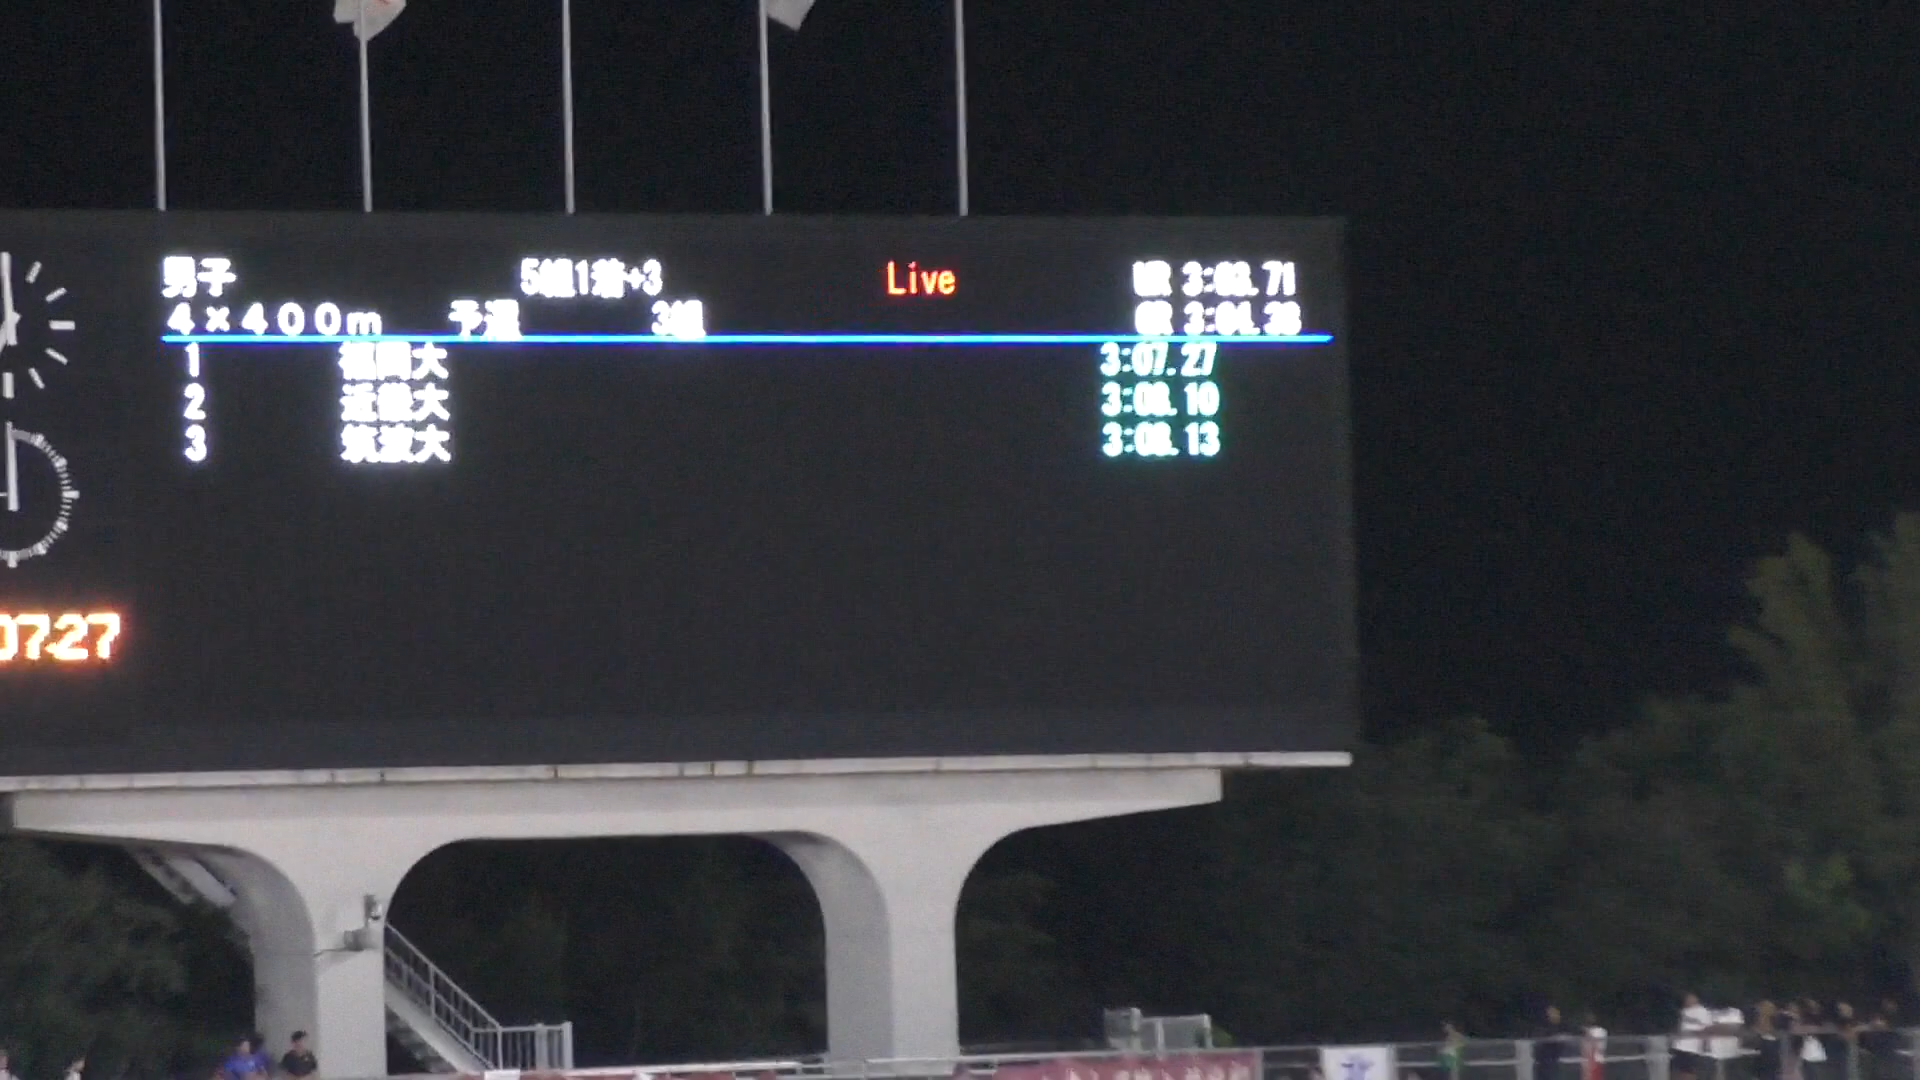 男子 5組1着+3 Live UR 3:03.71
4×400m 予選 3組 GR 3:04.36
1 福岡大 3:07.27
2 近畿大 3:08.10
3 筑波大 3:08.13
0727